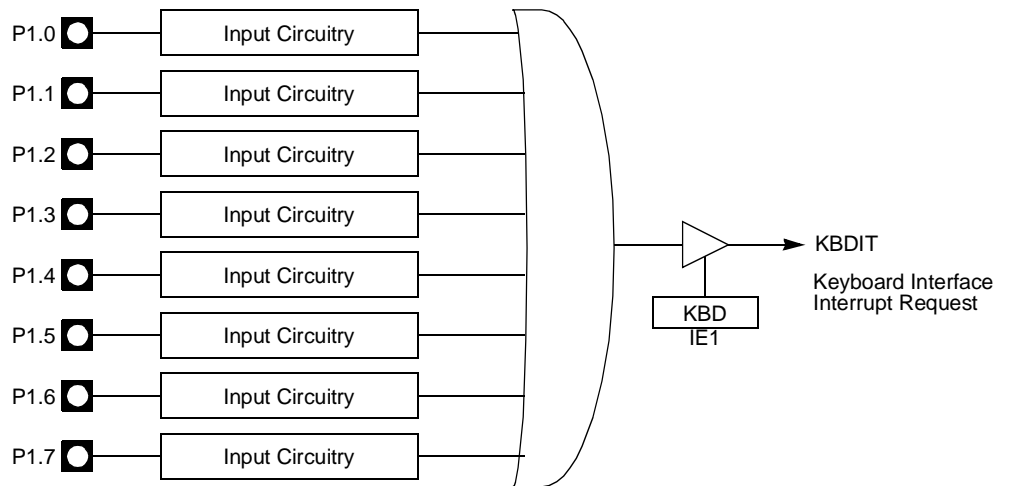 P1.0 Input Circuitry
P1.1 Input Circuitry
P1.2 Input Circuitry
P1.3 Input Circuitry
P1.4 Input Circuitry
P1.5 Input Circuitry
P1.6 Input Circuitry
P1.7 Input Circuitry
KBDIT
Keyboard Interface
Interrupt Request
KBD
IE1